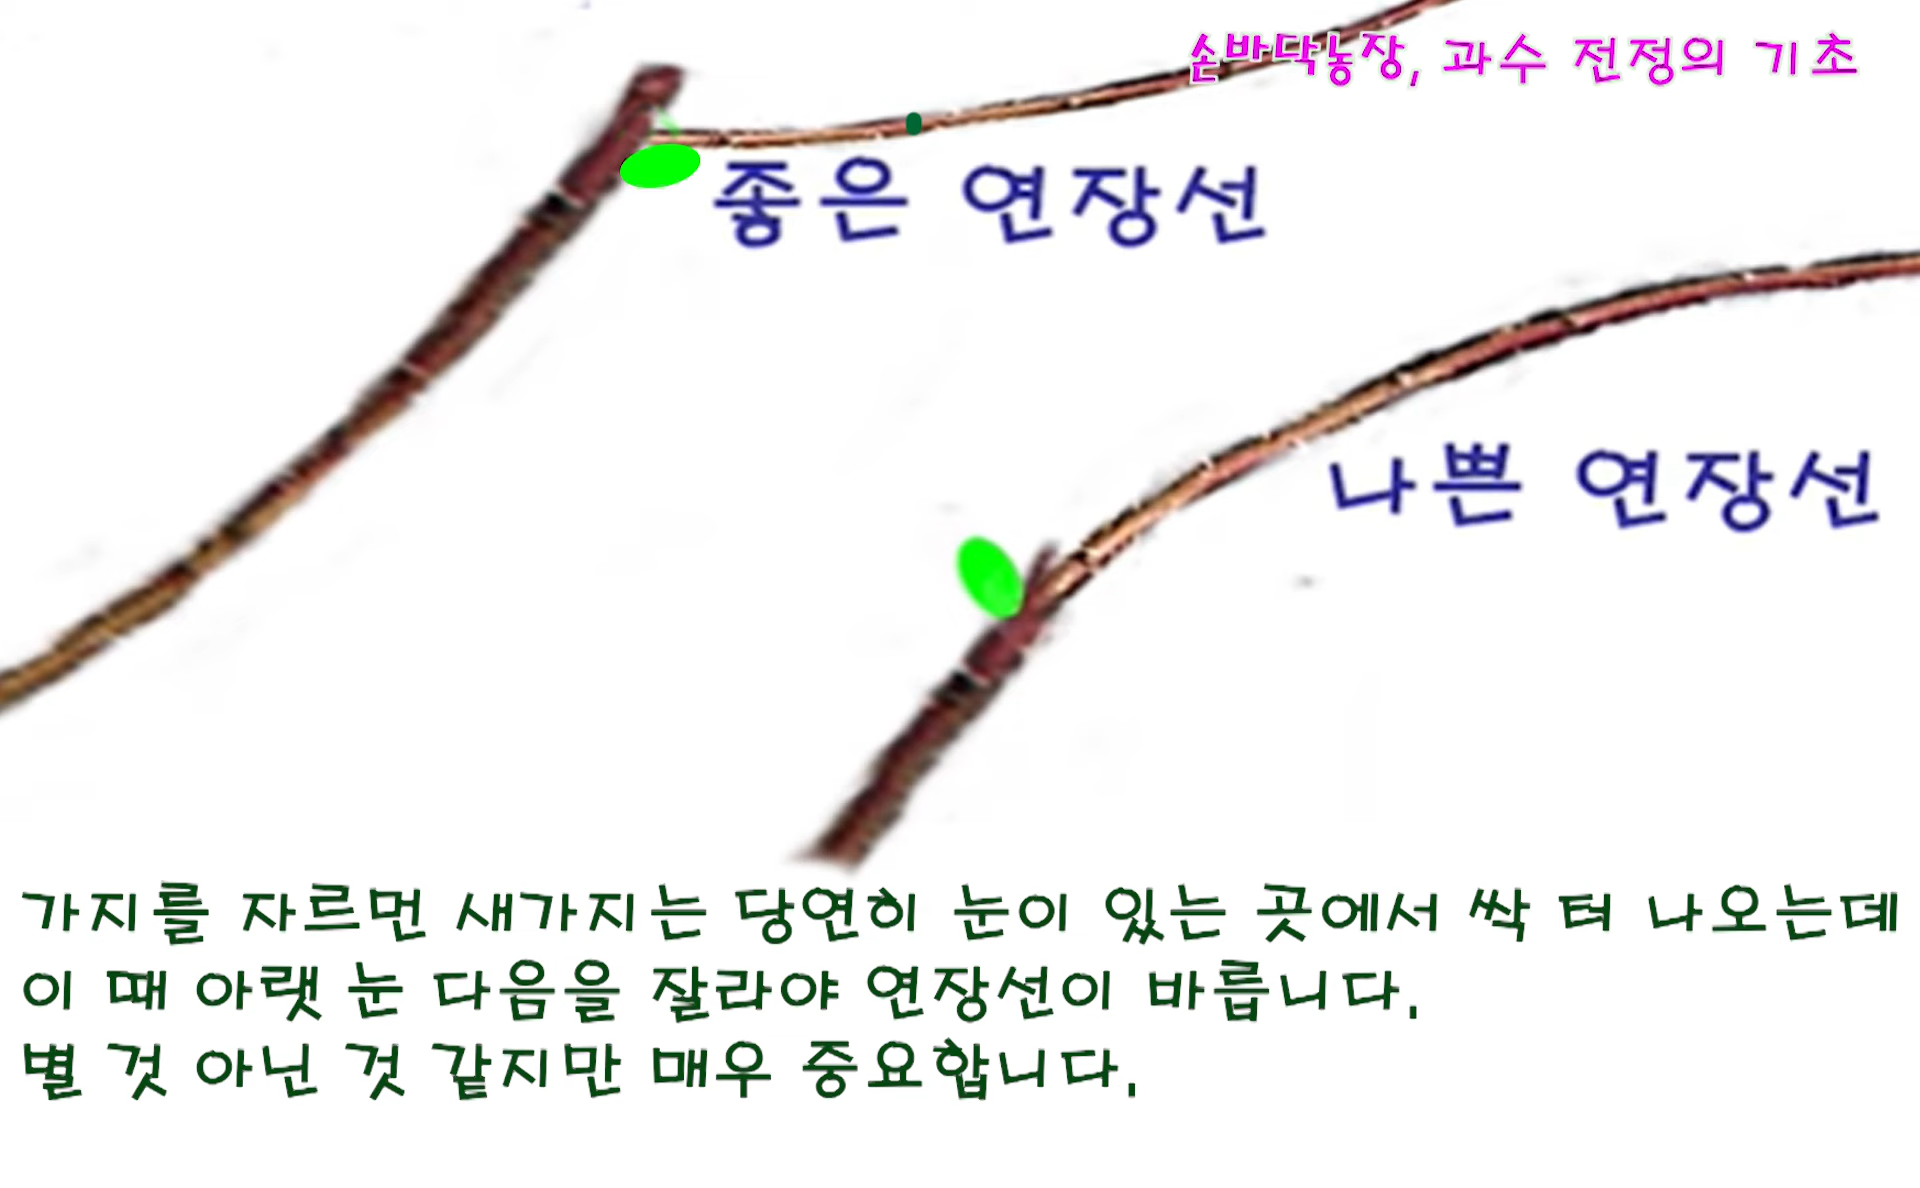 손바닥농장, 과수 전정의 기초
좋은 연장선
나쁜 연장선
가지를 자르면 새가지는 당연히 눈이 있는 곳에서 싹 터 나오는데
이 때 아랫 눈 다음을 잘라야 연장선이 바릅니다.
별 것 아닌 것 같지만 매우 중요합니다.